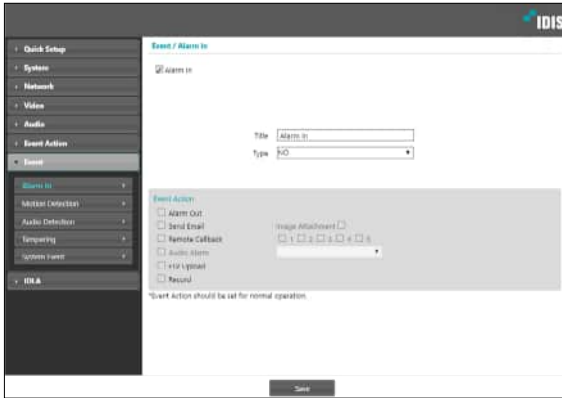 IDIS
Quick Setup
System
Network
Video
Audio
Event Action
Event
Alarm In
Motion Detection
Audio Detection
Tampering
System Event
IDLA
Event / Alarm In
Alarm In
Title Alarm In
Type NO
Event Action
Alarm Out
Send Email Image Attachment
Remote Callback 1 2 3 4 5
Audio Alarm
FTP Upload
Record
*Event Action should be set for normal operation.
Save